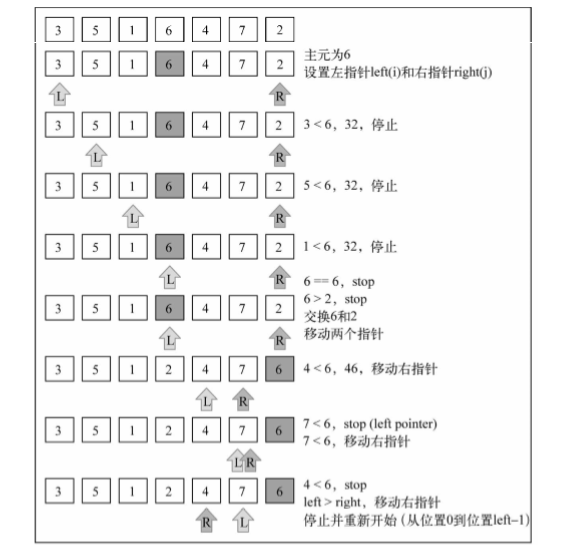 3 5 1 6 4 7 2
3 5 1 6 4 7 2
主元为6
设置左指针left(i)和右指针right(j)
L R
3 5 1 6 4 7 2
3 < 6，32，停止
L R
3 5 1 6 4 7 2
5 < 6，32，停止
L R
3 5 1 6 4 7 2
1 < 6，32，停止
L R
6 == 6，stop
3 5 1 6 4 7 2
6 > 2，stop
交换6和2
移动两个指针
L R
3 5 1 2 4 7 6
4 < 6，46，移动右指针
L R
3 5 1 2 4 7 6
7 < 6，stop (left pointer)
7 < 6，移动右指针
L R
3 5 1 2 4 7 6
4 < 6，stop
left > right，移动右指针
停止并重新开始 (从位置0到位置left–1)
R L